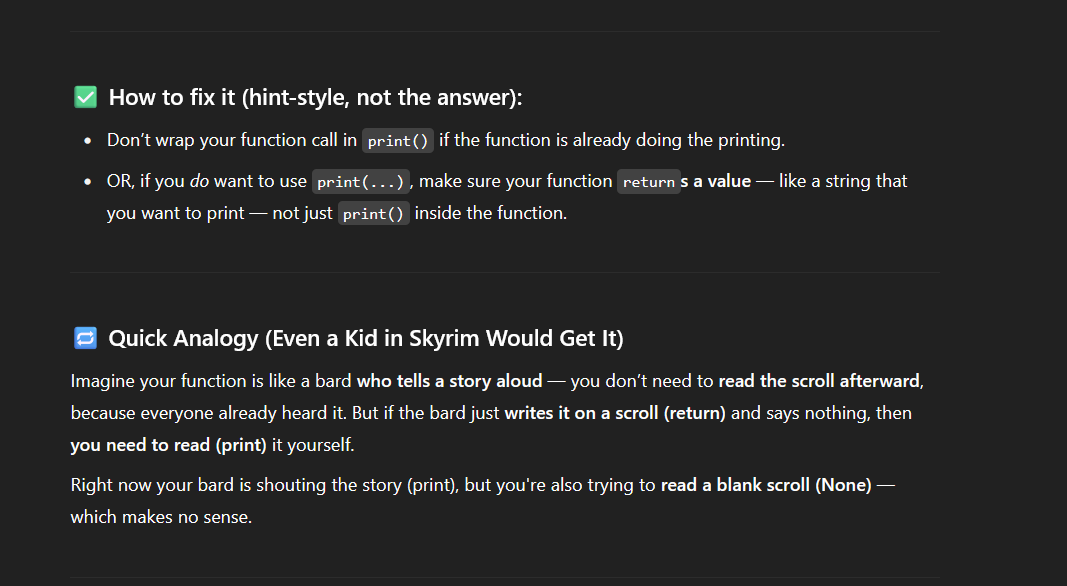 ✅ How to fix it (hint-style, not the answer):
• Don’t wrap your function call in print() if the function is already doing the printing.
• OR, if you do want to use print(...), make sure your function returns a value — like a string that
you want to print — not just print() inside the function.
🔁 Quick Analogy (Even a Kid in Skyrim Would Get It)
Imagine your function is like a bard who tells a story aloud — you don’t need to read the scroll afterward,
because everyone already heard it. But if the bard just writes it on a scroll (return) and says nothing, then
you need to read (print) it yourself.
Right now your bard is shouting the story (print), but you're also trying to read a blank scroll (None) —
which makes no sense.